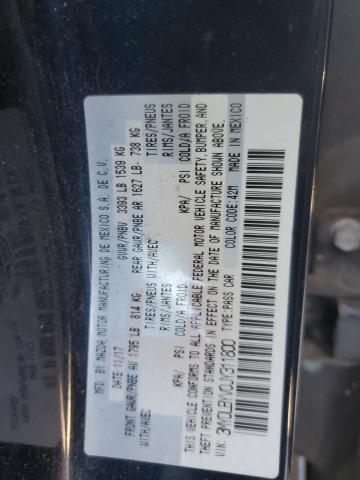 MFD. BY MAZDA MOTOR MANUFACTURING DE MEXICO S.A. DE C.V.
DATE: 11/17 GVWR/PNBV 3393 LB 1539 KG
FRONT GAWR/PNBE AV 1795 LB 814 KG REAR GAWR/PNBE AR 1627 LB 738 KG
WITH/AVEC TIRES/PNEUS WITH/AVEC TIRES/PNEUS
RIMS/JANTES RIMS/JANTES
KPA/ PSI COLD/A FROID KPA/ PSI COLD/A FROID
THIS VEHICLE CONFORMS TO ALL APPLICABLE FEDERAL MOTOR VEHICLE SAFETY, BUMPER, AND
THEFT PREVENTION STANDARDS IN EFFECT ON THE DATE OF MANUFACTURE SHOWN ABOVE.
VIN: TYPE: PASS CAR COLOR CODE: 42M MADE IN MEXICO